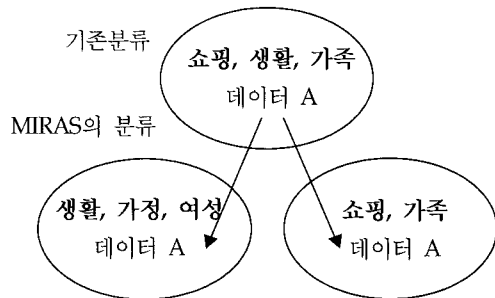 기존분류
쇼핑, 생활, 가족
데이터 A
MIRAS의 분류
생활, 가정, 여성
데이터 A
쇼핑, 가족
데이터 A